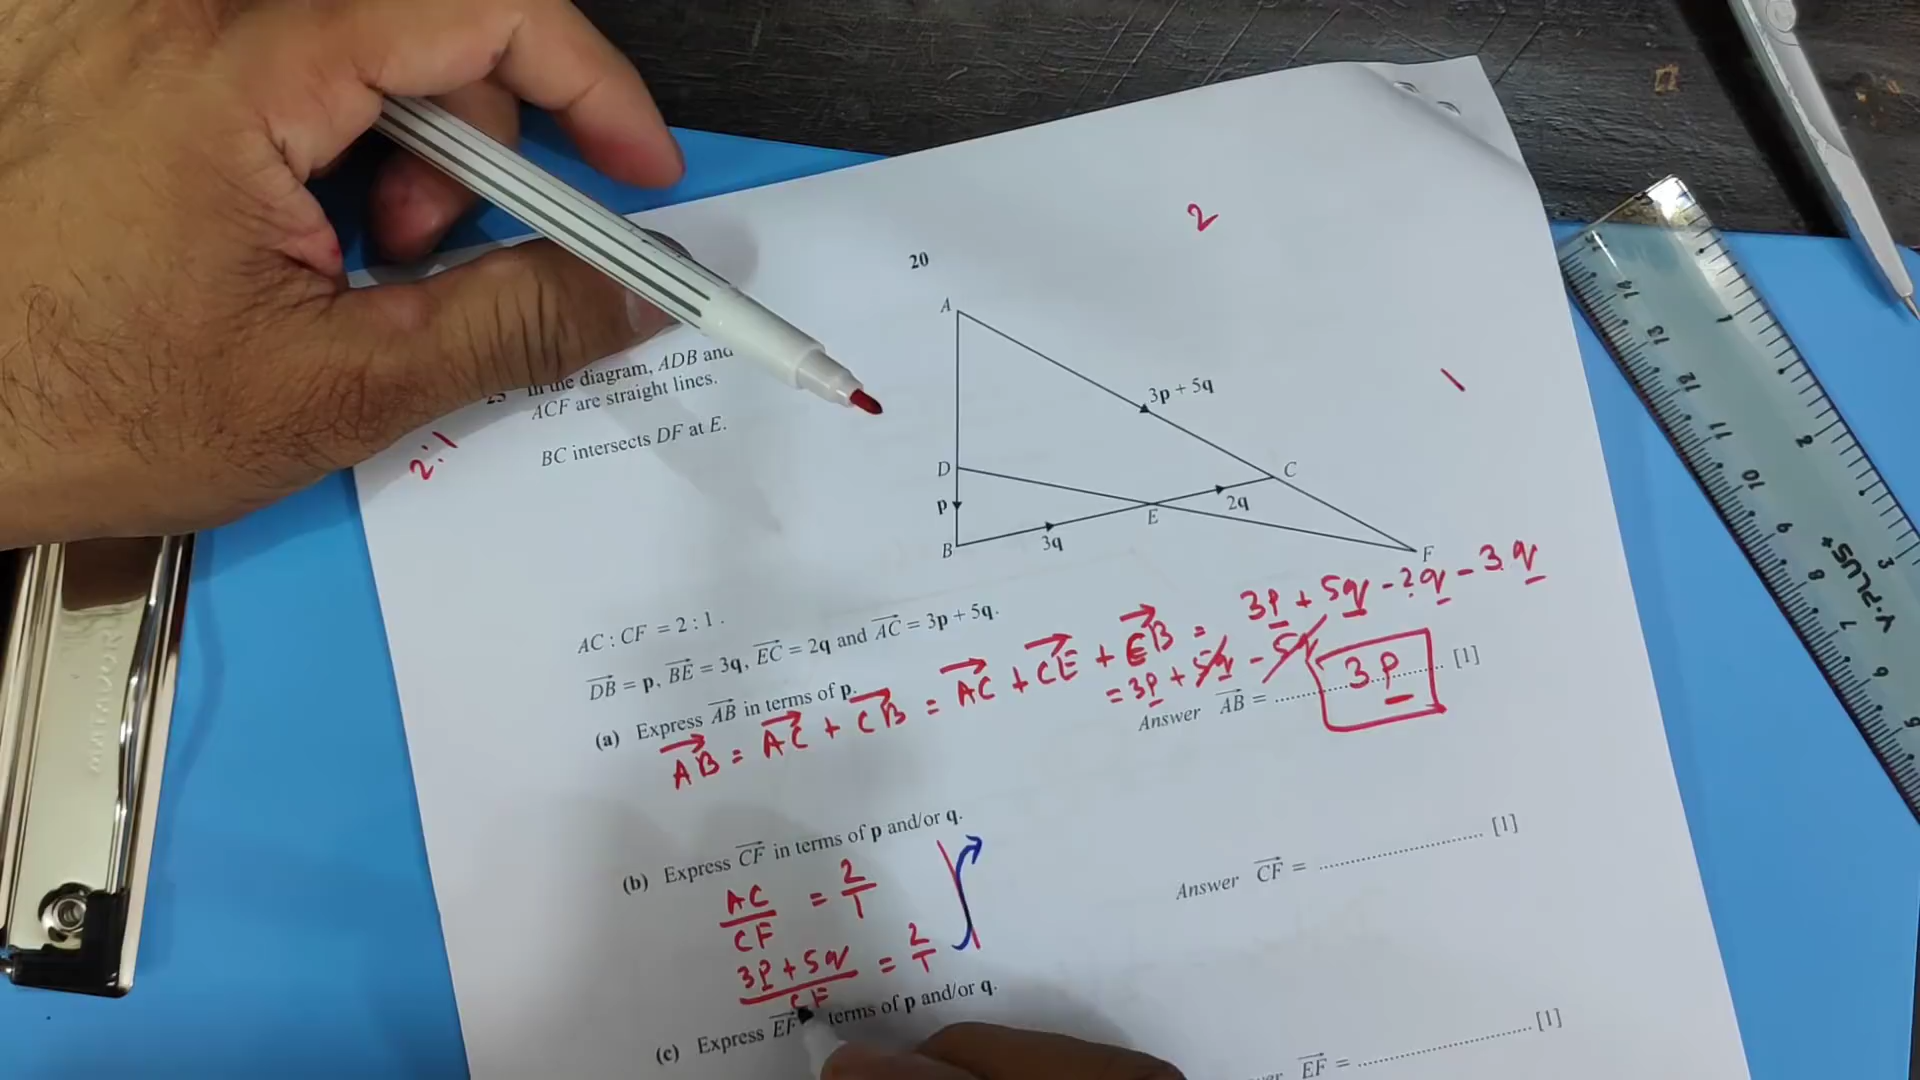 2
20
A
3p + 5q
In the diagram, ADB and
ACF are straight lines.
2:1
BC intersects DF at E.
D
C
p
2q
E
B
3q
F
AC : CF = 2 : 1 .
DB = p, BE = 3q, EC = 2q and AC = 3p + 5q.
(a) Express AB in terms of p.
AB = AC + CB = AC + CE + EB = 3p + 5q - 2q - 3q
= 3p + 5q - 5q
Answer AB = .................... [1]
3p
(b) Express CF in terms of p and/or q.
AC/CF = 2/1
3p + 5q/CF = 2/1
Answer CF = .................... [1]
(c) Express EF terms of p and/or q.
EF = .................... [1]
V-PLUS+